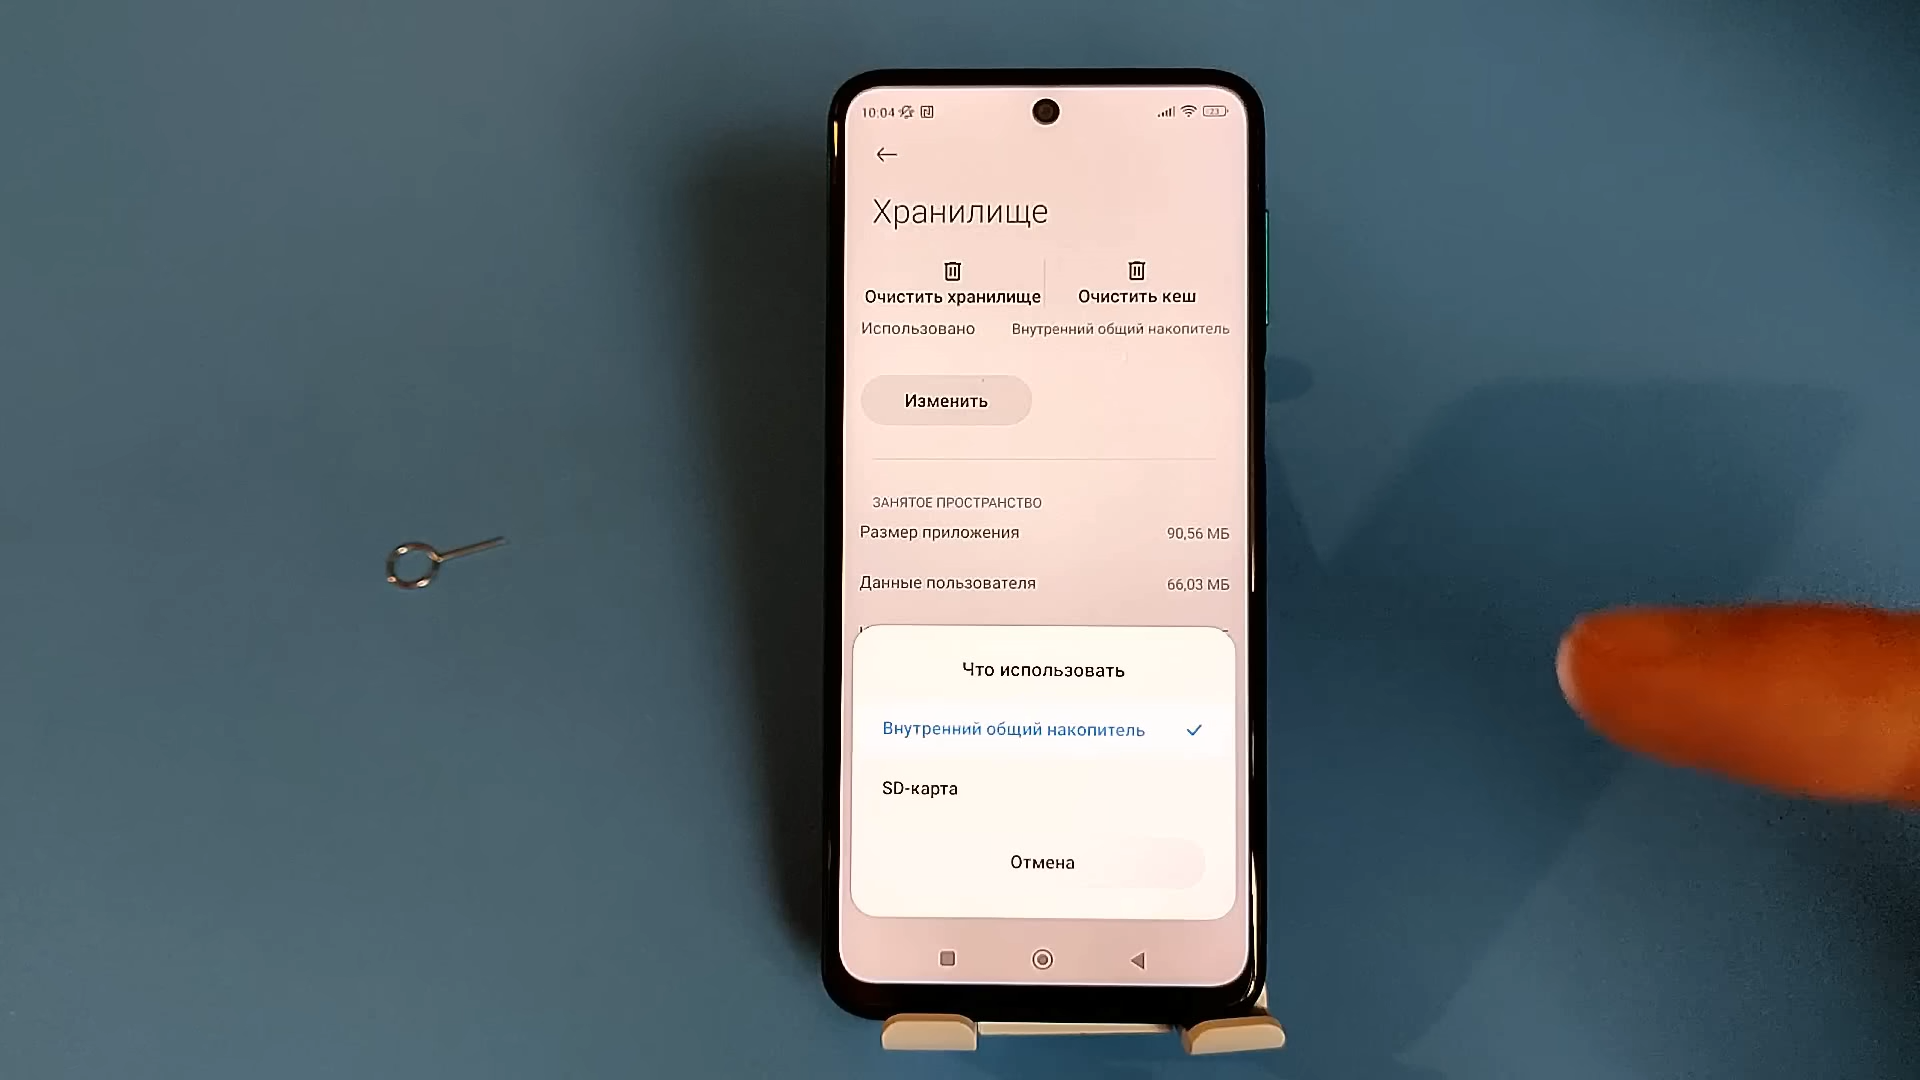 10:04
23
Хранилище
Очистить хранилище
Очистить кеш
Использовано
Внутренний общий накопитель
Изменить
ЗАНЯТОЕ ПРОСТРАНСТВО
Размер приложения
90,56 МБ
Данные пользователя
66,03 МБ
Что использовать
Внутренний общий накопитель
SD-карта
Отмена